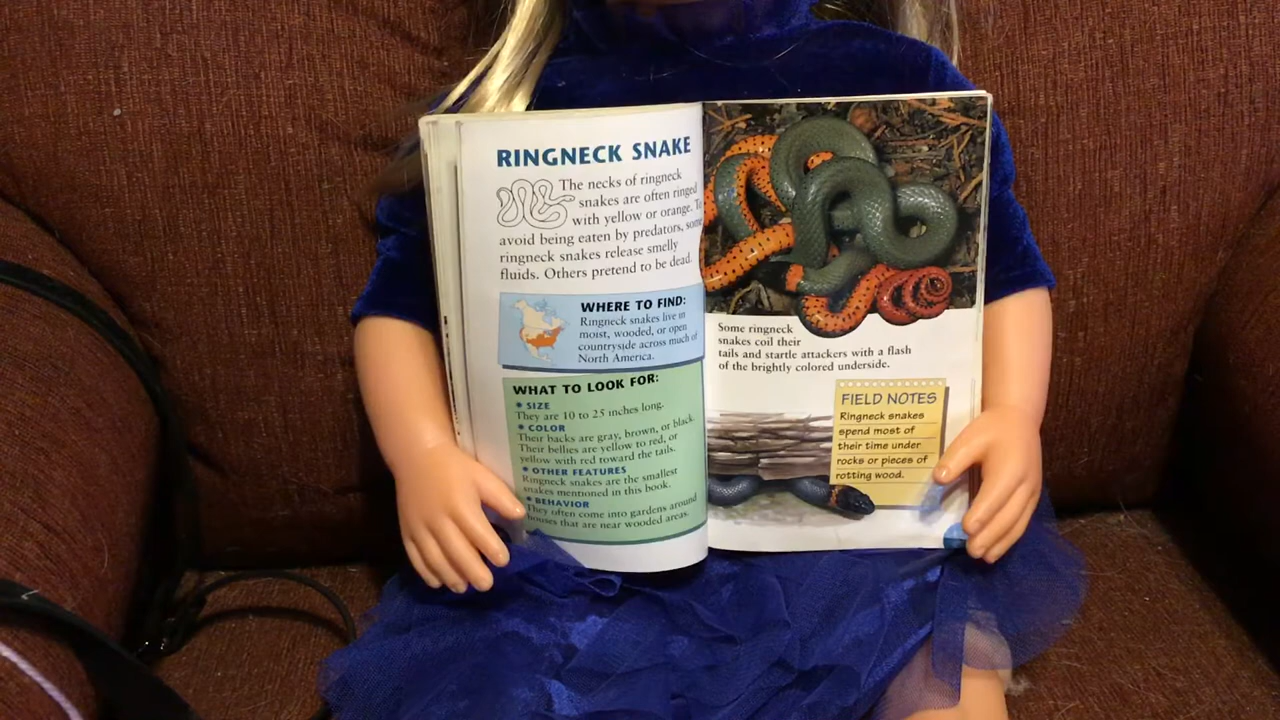 RINGNECK SNAKE
The necks of ringneck
snakes are often ringed
with yellow or orange. To
avoid being eaten by predators, some
ringneck snakes release smelly
fluids. Others pretend to be dead.
WHERE TO FIND:
Ringneck snakes live in
moist, wooded, or open
countryside across much of
North America.
WHAT TO LOOK FOR:
* SIZE
They are 10 to 25 inches long.
* COLOR
Their backs are gray, brown, or black.
Their bellies are yellow to red, or
yellow with red toward the tails.
* OTHER FEATURES
Ringneck snakes are the smallest
snakes mentioned in this book.
* BEHAVIOR
They often come into gardens around
houses that are near wooded areas.
Some ringneck
snakes coil their
tails and startle attackers with a flash
of the brightly colored underside.
FIELD NOTES
Ringneck snakes
spend most of
their time under
rocks or pieces of
rotting wood.